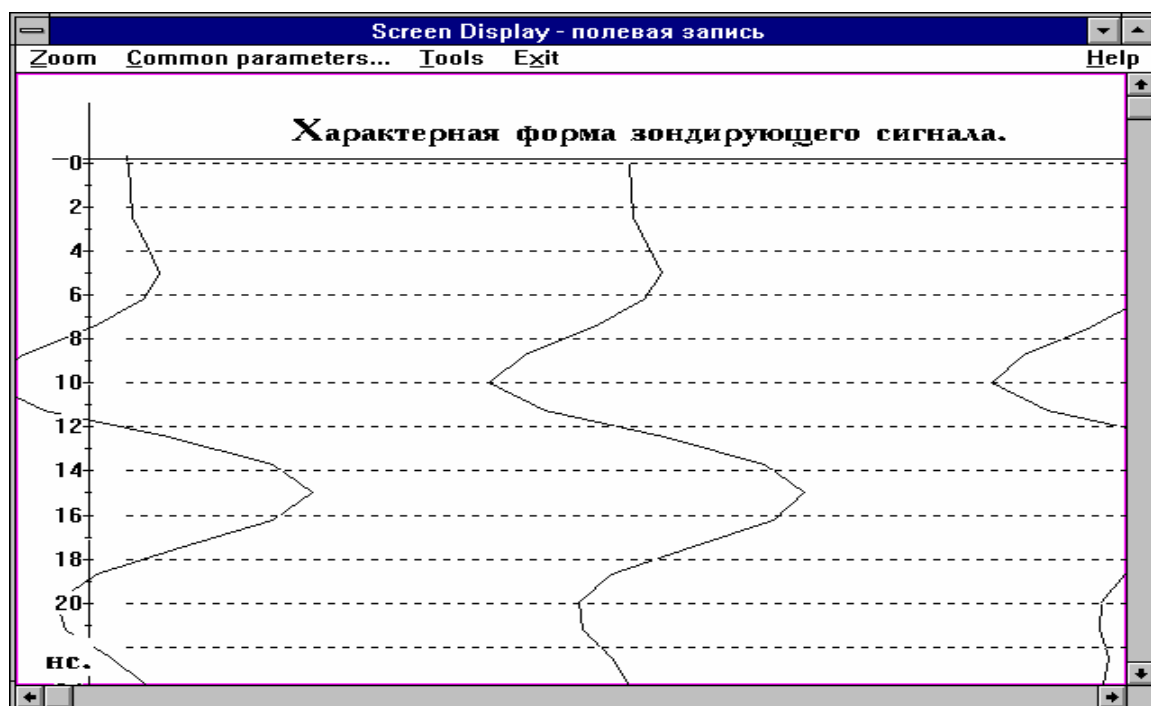 Screen Display - полевая запись
Zoom Common parameters... Tools Exit Help
Характерная форма зондирующего сигнала.
0
2
4
6
8
10
12
14
16
18
20
нс.